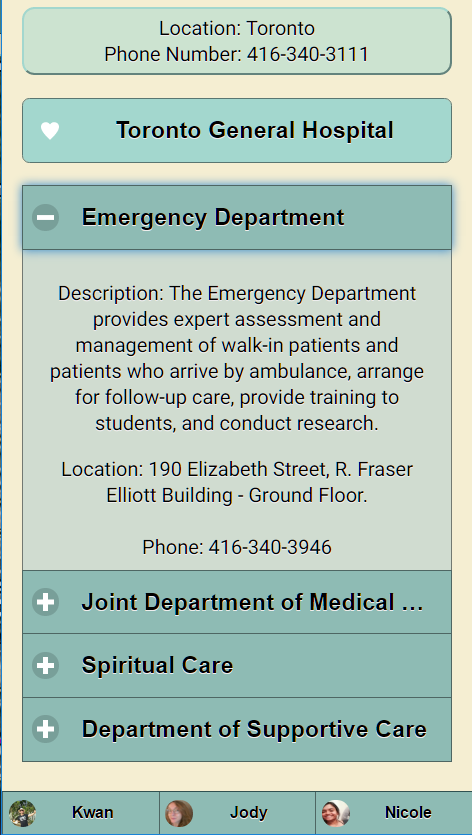 Location: Toronto
Phone Number: 416-340-3111
Toronto General Hospital
Emergency Department
Description: The Emergency Department
provides expert assessment and
management of walk-in patients and
patients who arrive by ambulance, arrange
for follow-up care, provide training to
students, and conduct research.
Location: 190 Elizabeth Street, R. Fraser
Elliott Building - Ground Floor.
Phone: 416-340-3946
Joint Department of Medical ...
Spiritual Care
Department of Supportive Care
Kwan
Jody
Nicole